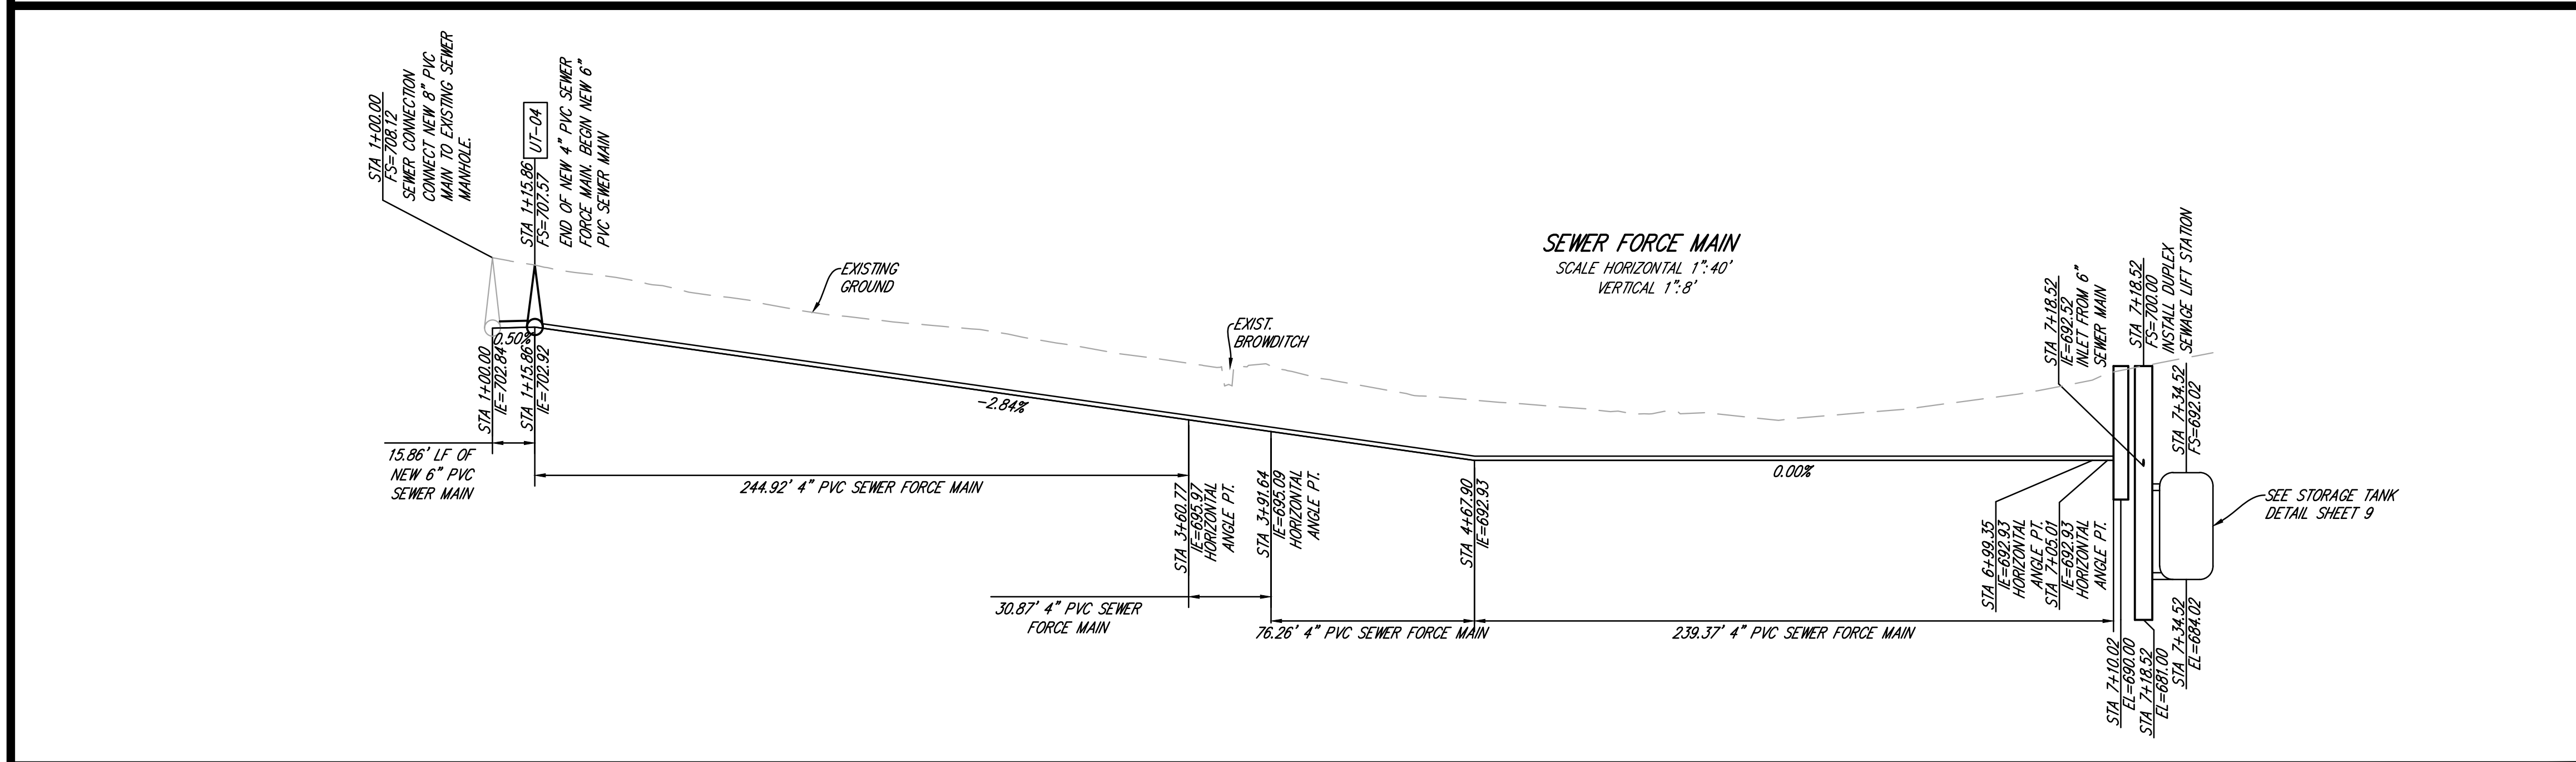 STA 1+00.00
FS=708.12
SEWER CONNECTION
CONNECT NEW 8" PVC
MAIN TO EXISTING SEWER
MANHOLE.
STA 1+15.86
UT-04
FS=707.57
END OF NEW 4" PVC SEWER
FORCE MAIN. BEGIN NEW 6"
PVC SEWER MAIN
EXISTING
GROUND
EXIST.
BROWDITCH
SEWER FORCE MAIN
SCALE HORIZONTAL 1":40'
VERTICAL 1":8'
STA 7+18.52
IE=692.52
INLET FROM 6"
SEWER MAIN
STA 7+18.52
FS=700.00
INSTALL DUPLEX
SEWAGE LIFT STATION
STA 7+34.52
FS=692.02
0.50%
STA 1+00.00
IE=702.84
STA 1+15.86
IE=702.92
-2.84%
0.00%
15.86' LF OF
NEW 6" PVC
SEWER MAIN
244.92' 4" PVC SEWER FORCE MAIN
STA 3+60.77
IE=695.97
HORIZONTAL
ANGLE PT.
STA 3+91.64
IE=695.09
HORIZONTAL
ANGLE PT.
STA 4+67.90
IE=692.93
STA 6+99.35
IE=692.93
HORIZONTAL
ANGLE PT.
STA 7+05.01
IE=692.93
HORIZONTAL
ANGLE PT.
SEE STORAGE TANK
DETAIL SHEET 9
30.87' 4" PVC SEWER
FORCE MAIN
76.26' 4" PVC SEWER FORCE MAIN
239.37' 4" PVC SEWER FORCE MAIN
STA 7+10.02
EL=690.00
STA 7+18.52
EL=681.00
STA 7+34.52
EL=684.02